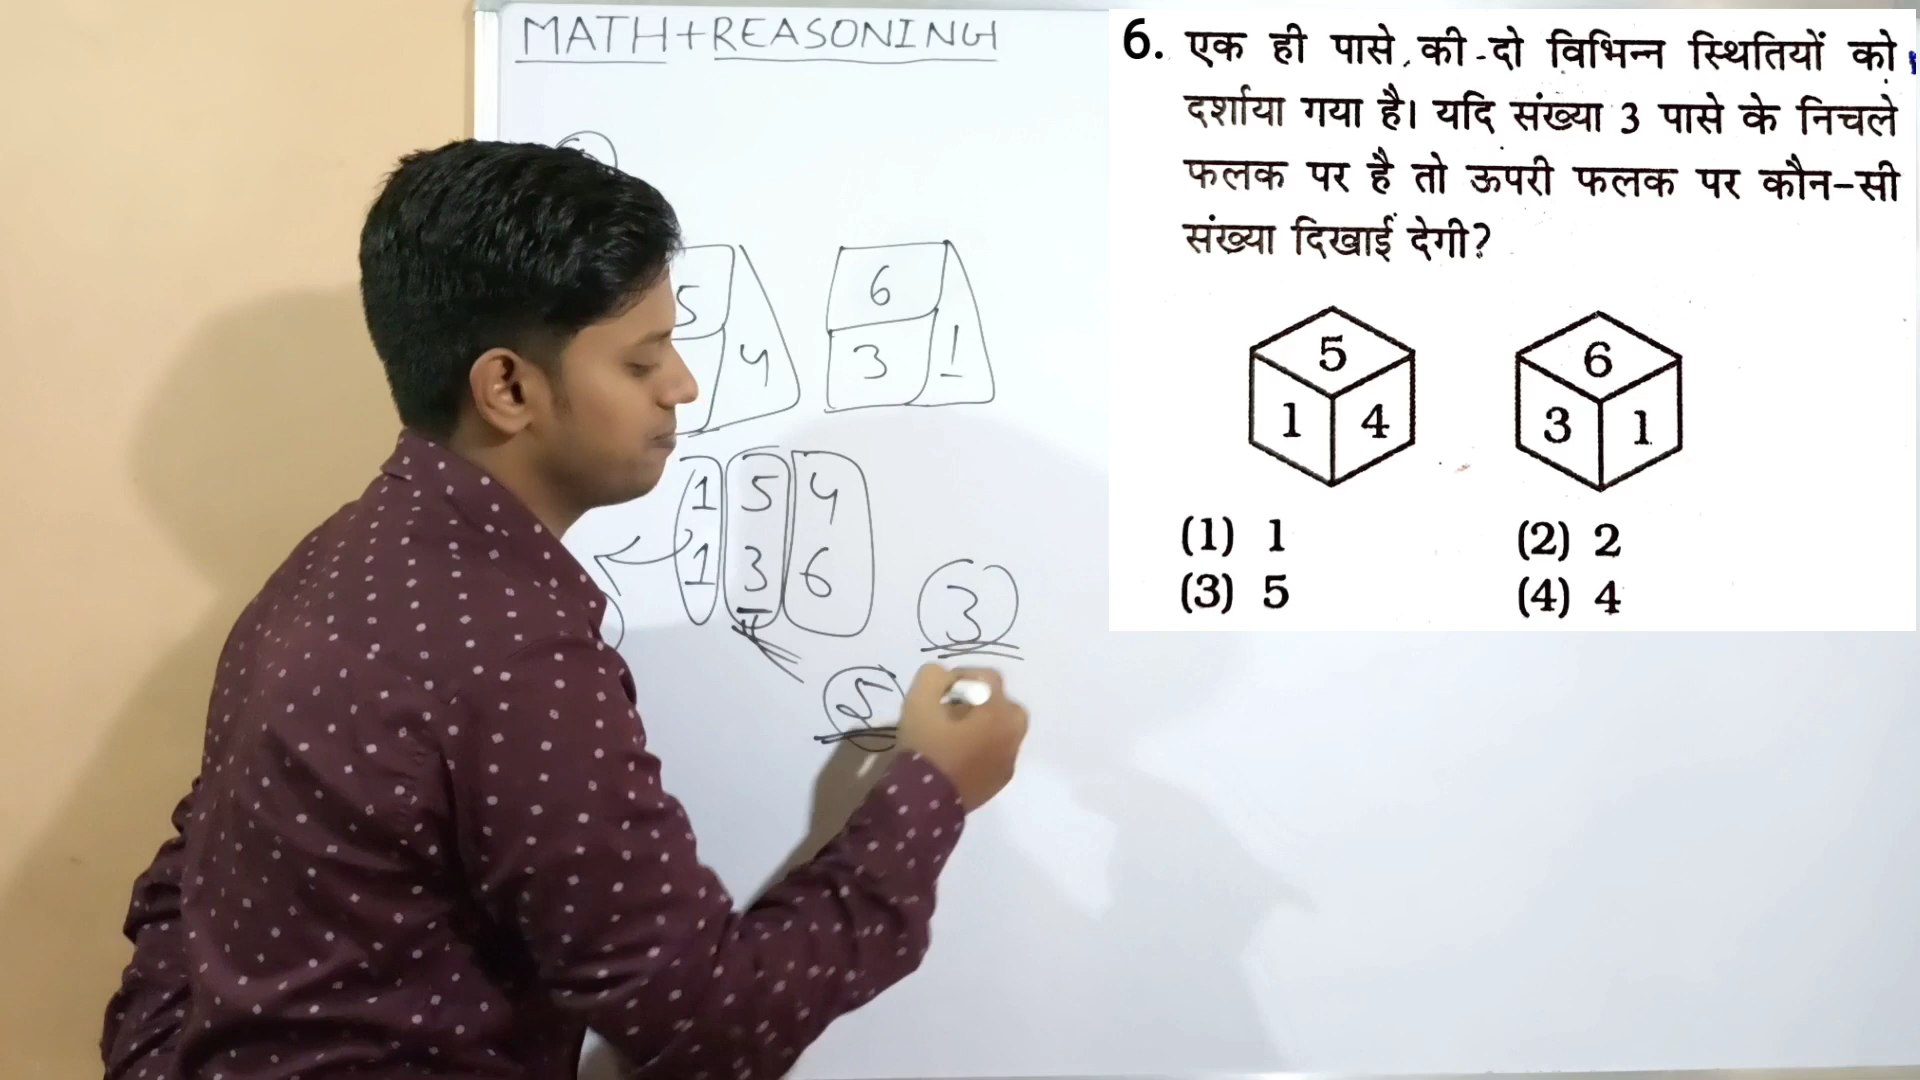 MATH+REASONING
5
4
6
3 1
1 5 4
1 3 6
3
5
6. एक ही पासे की दो विभिन्न स्थितियों को
दर्शाया गया है। यदि संख्या 3 पासे के निचले
फलक पर है तो ऊपरी फलक पर कौन-सी
संख्या दिखाई देगी?
5
1 4
6
3 1
(1) 1 (2) 2
(3) 5 (4) 4